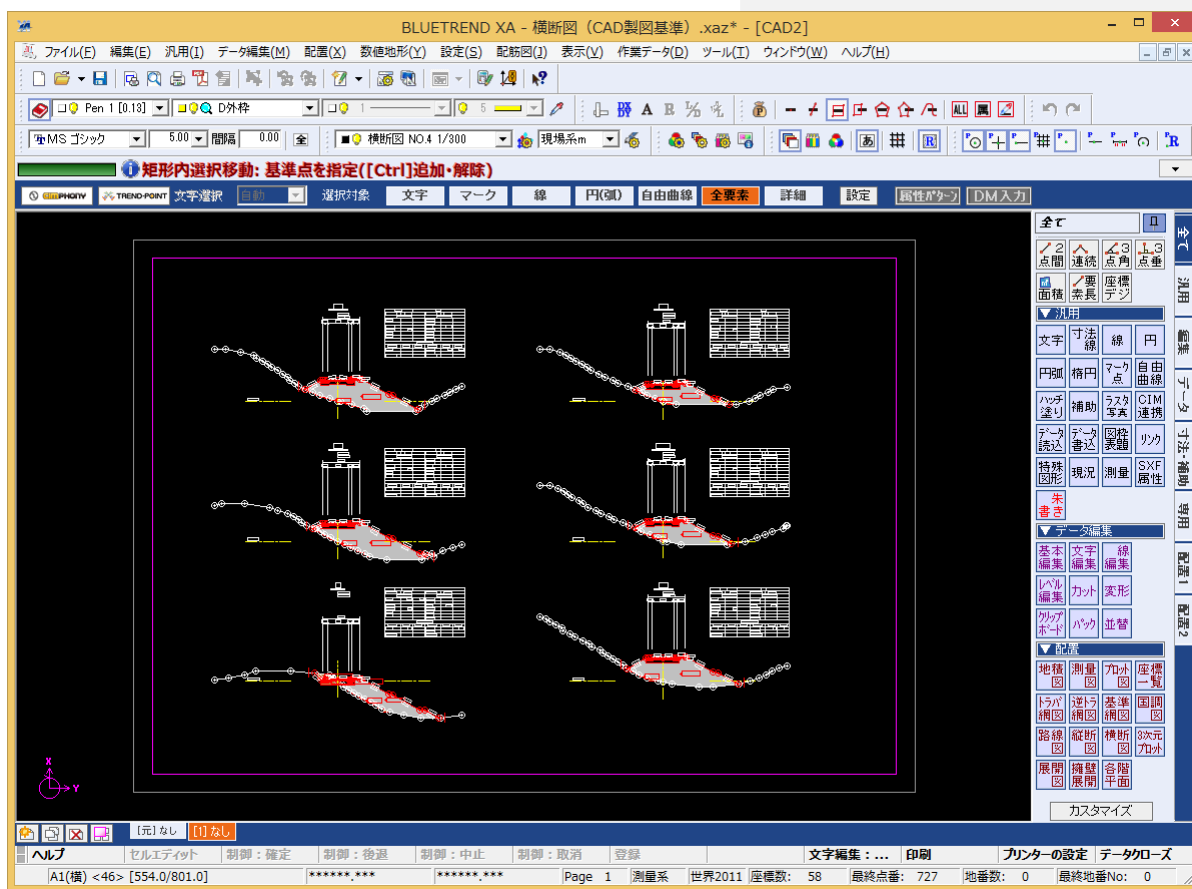 BLUETREND XA - 横断図（CAD製図基準）.xaz* - [CAD2]
ファイル(F) 編集(E) 汎用(I) データ編集(M) 配置(X) 数値地形(Y) 設定(S) 配筋図(J) 表示(V) 作業データ(D) ツール(T) ウィンドウ(W) ヘルプ(H)
Pen 1 [0.13] D外枠 1 5 A B ALL
MS ゴシック 5.00 間隔 0.00 全 横断図 NO.4 1/300 現場系m あ R
矩形内選択移動: 基準点を指定([Ctrl]追加・解除)
PHONY TREND-POINT 文字選択 自動 選択対象 文字 マーク 線 円(弧) 自由曲線 全要素 詳細 設定 属性パターン DM入力
全て
2点間 連続 3点角 3点垂
面積 要素長 座標デジ
▼ 汎用
文字 寸法線 線 円
円弧 楕円 マーク点 自由曲線
ハッチ塗り 補助 ラスタ写真 CIM連携
データ読込 データ書込 図枠表題 リンク
特殊図形 現況 測量 SXF属性
朱書き
▼ データ編集
基本編集 文字編集 線編集
レベル編集 カット 変形
クリップボード パック 並替
▼ 配置
地積図 測量図 プロット図 座標一覧
トラバ網図 逆トラ網図 基準網図 国調図
路線図 縦断図 横断図 3次元プロット
展開図 擁壁展開 各階平面
カスタマイズ
全て
汎用
編集
データ
寸法・補助
専用
配置1
配置2
X
Y
[元] なし [1] なし
ヘルプ セルエディット 制御：確定 制御：後退 制御：中止 制御：取消 登録 文字編集：... 印刷 プリンターの設定 データクローズ
A1(横) <46> [554.0/801.0] ******.*** ******.*** Page 1 測量系 世界2011 座標数: 58 最終点番: 727 地番数: 0 最終地番No: 0